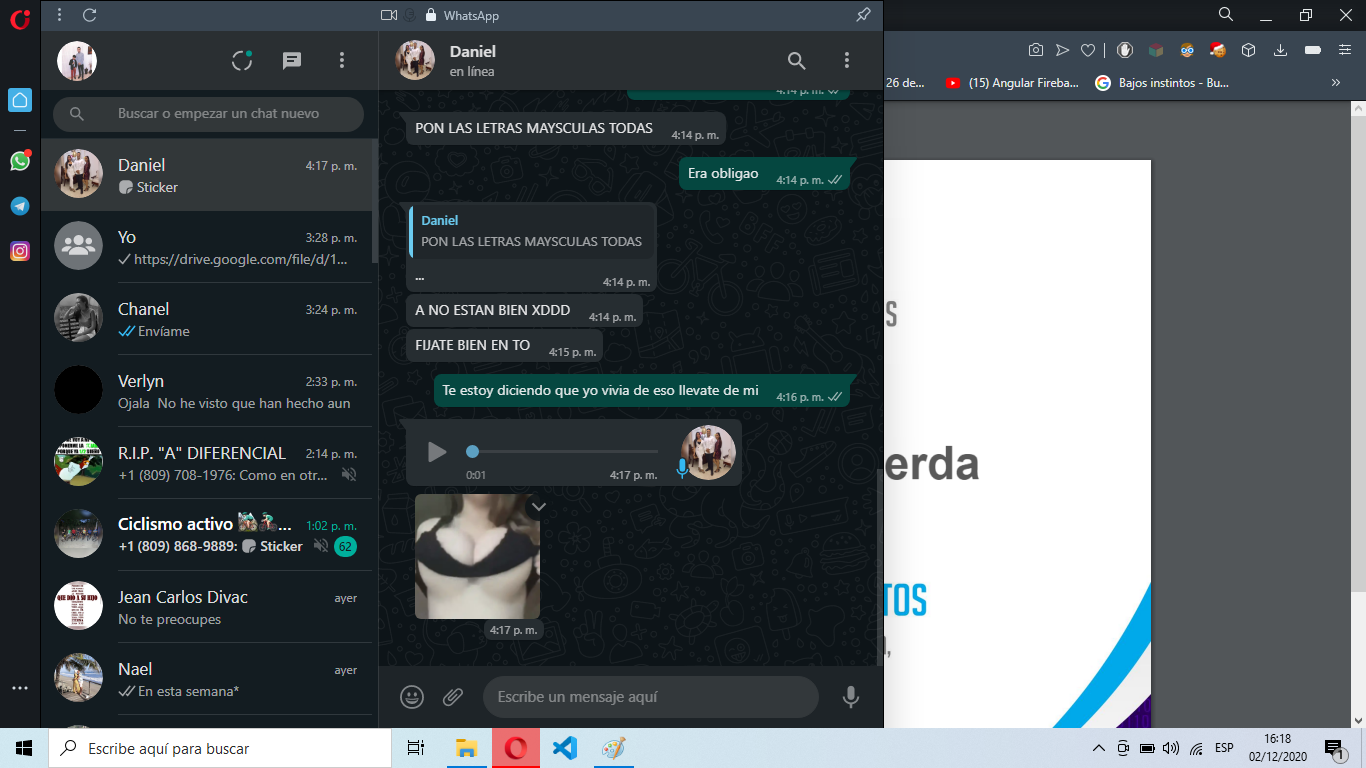 WhatsApp
26 de...
(15) Angular Fireba...
Bajos instintos - Bu...
Buscar o empezar un chat nuevo
Daniel
4:17 p. m.
Sticker
Yo
3:28 p. m.
https://drive.google.com/file/d/1...
Chanel
3:24 p. m.
Envíame
Verlyn
2:33 p. m.
Ojala No he visto que han hecho aun
R.I.P. "A" DIFERENCIAL
2:14 p. m.
+1 (809) 708-1976: Como en otr...
Ciclismo activo
...
1:02 p. m.
+1 (809) 868-9889: Sticker
62
Jean Carlos Divac
ayer
No te preocupes
Nael
ayer
En esta semana*
Daniel
en línea
4:14 p. m.
PON LAS LETRAS MAYSCULAS TODAS
4:14 p. m.
Era obligao
4:14 p. m.
Daniel
PON LAS LETRAS MAYSCULAS TODAS
...
4:14 p. m.
A NO ESTAN BIEN XDDD
4:14 p. m.
FIJATE BIEN EN TO
4:15 p. m.
Te estoy diciendo que yo vivia de eso llevate de mi
4:16 p. m.
0:01
4:17 p. m.
4:17 p. m.
Escribe un mensaje aquí
S
erda
TOS
Escribe aquí para buscar
ESP
16:18
02/12/2020
1